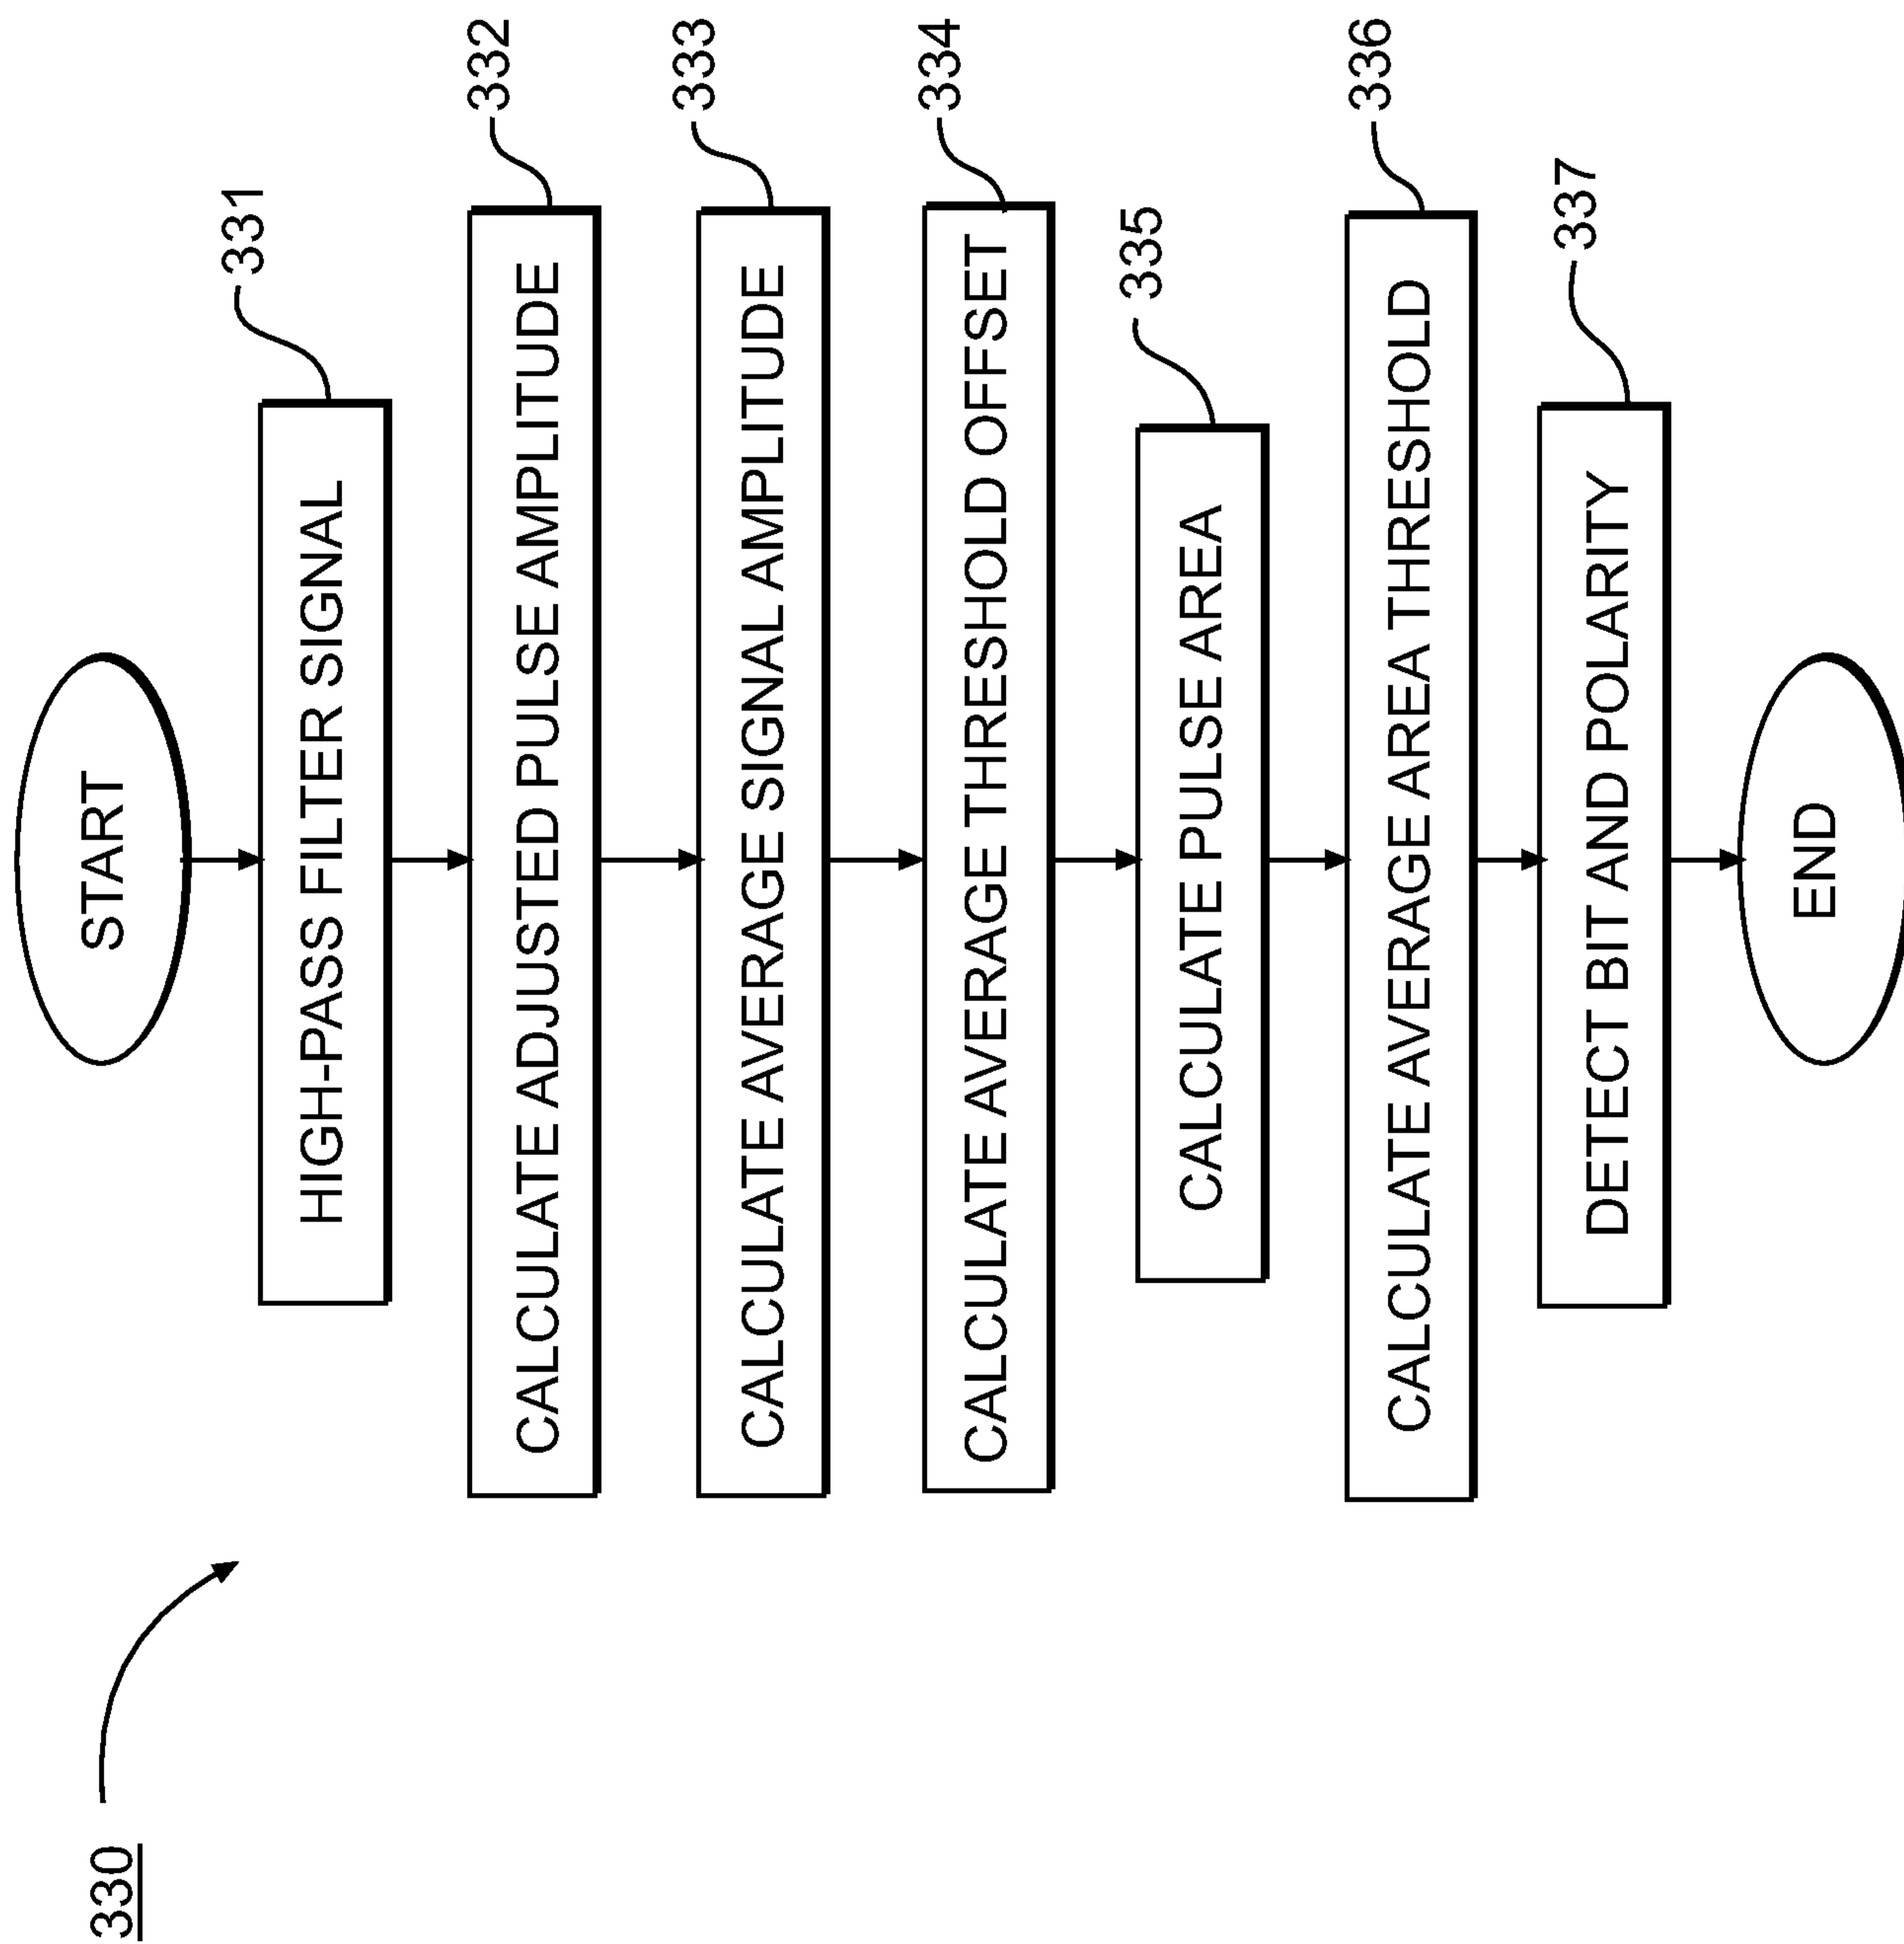 330
START
331
HIGH-PASS FILTER SIGNAL
332
CALCULATE ADJUSTED PULSE AMPLITUDE
333
CALCULATE AVERAGE SIGNAL AMPLITUDE
334
CALCULATE AVERAGE THRESHOLD OFFSET
335
CALCULATE PULSE AREA
336
CALCULATE AVERAGE AREA THRESHOLD
337
DETECT BIT AND POLARITY
END